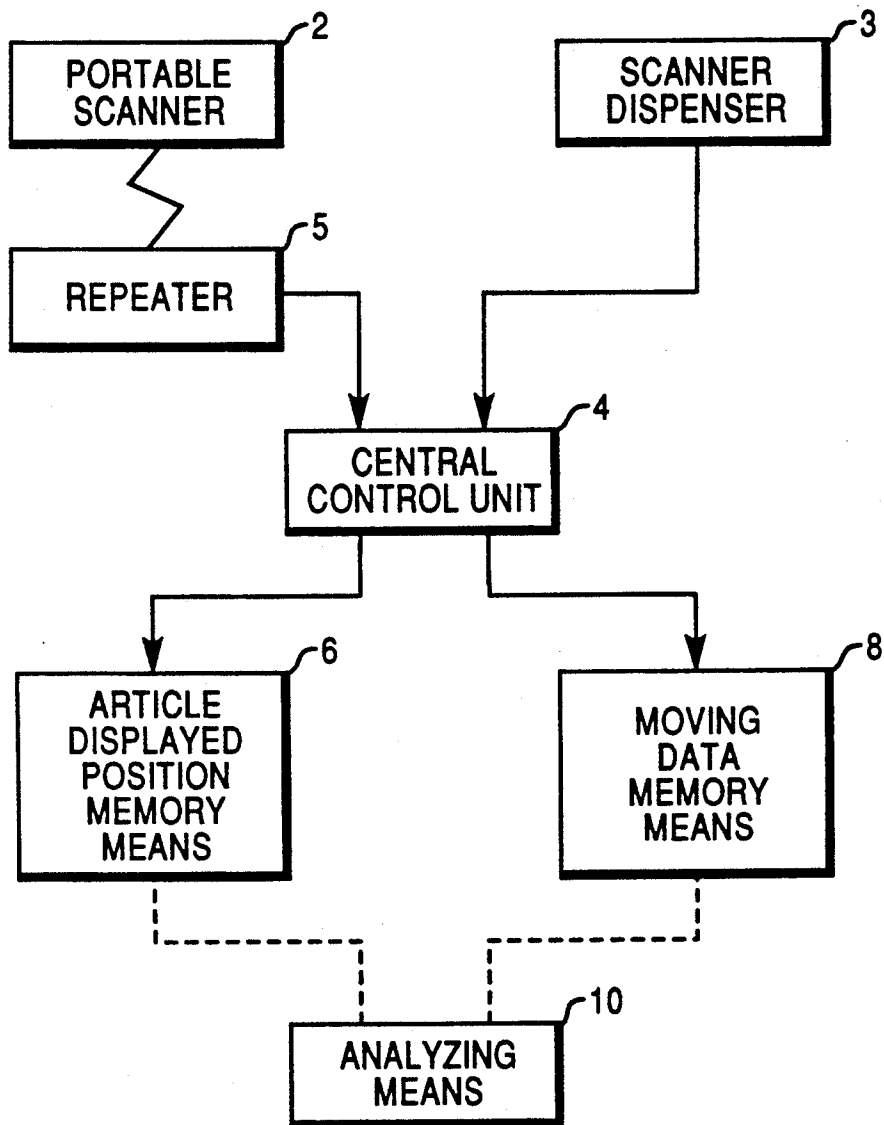 2
PORTABLE
SCANNER
3
SCANNER
DISPENSER
5
REPEATER
4
CENTRAL
CONTROL UNIT
6
ARTICLE
DISPLAYED
POSITION
MEMORY
MEANS
8
MOVING
DATA
MEMORY
MEANS
10
ANALYZING
MEANS